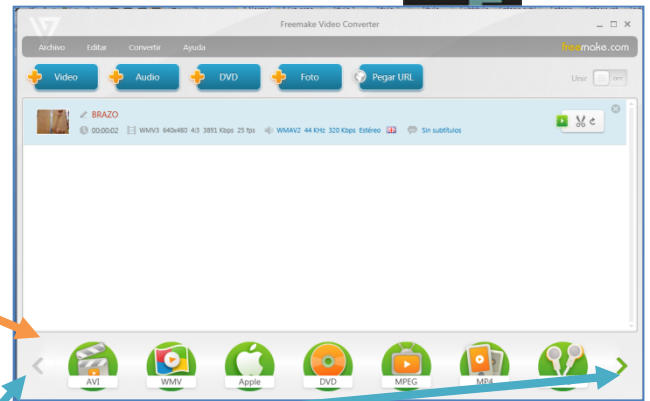 Freemake Video Converter
Archivo Editar Convertir Ayuda
freemake.com
Video Audio DVD Foto Pegar URL
Unir OFF
BRAZO
00:00:02 WMV3 640x480 4:3 3891 Kbps 25 fps WMAV2 44 KHz 320 Kbps Estéreo Sin subtítulos
AVI WMV Apple DVD MPEG MP4